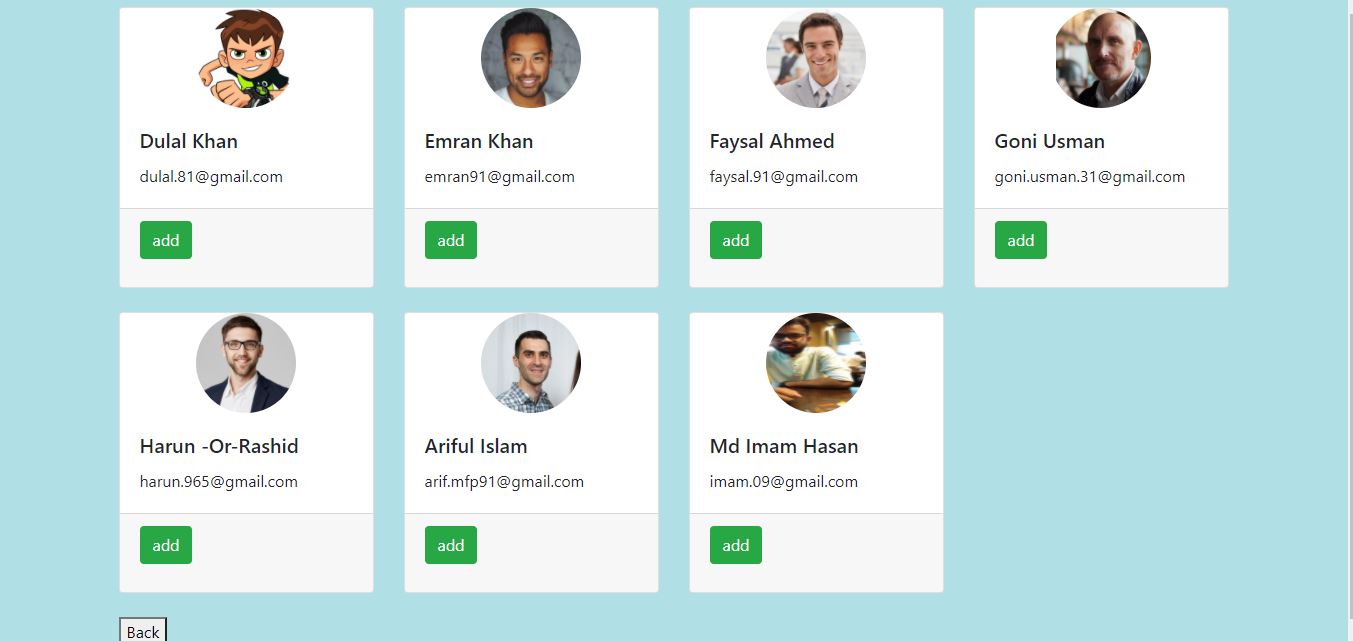 Dulal Khan
dulal.81@gmail.com
add
Emran Khan
emran91@gmail.com
add
Faysal Ahmed
faysal.91@gmail.com
add
Goni Usman
goni.usman.31@gmail.com
add
Harun -Or-Rashid
harun.965@gmail.com
add
Ariful Islam
arif.mfp91@gmail.com
add
Md Imam Hasan
imam.09@gmail.com
add
Back